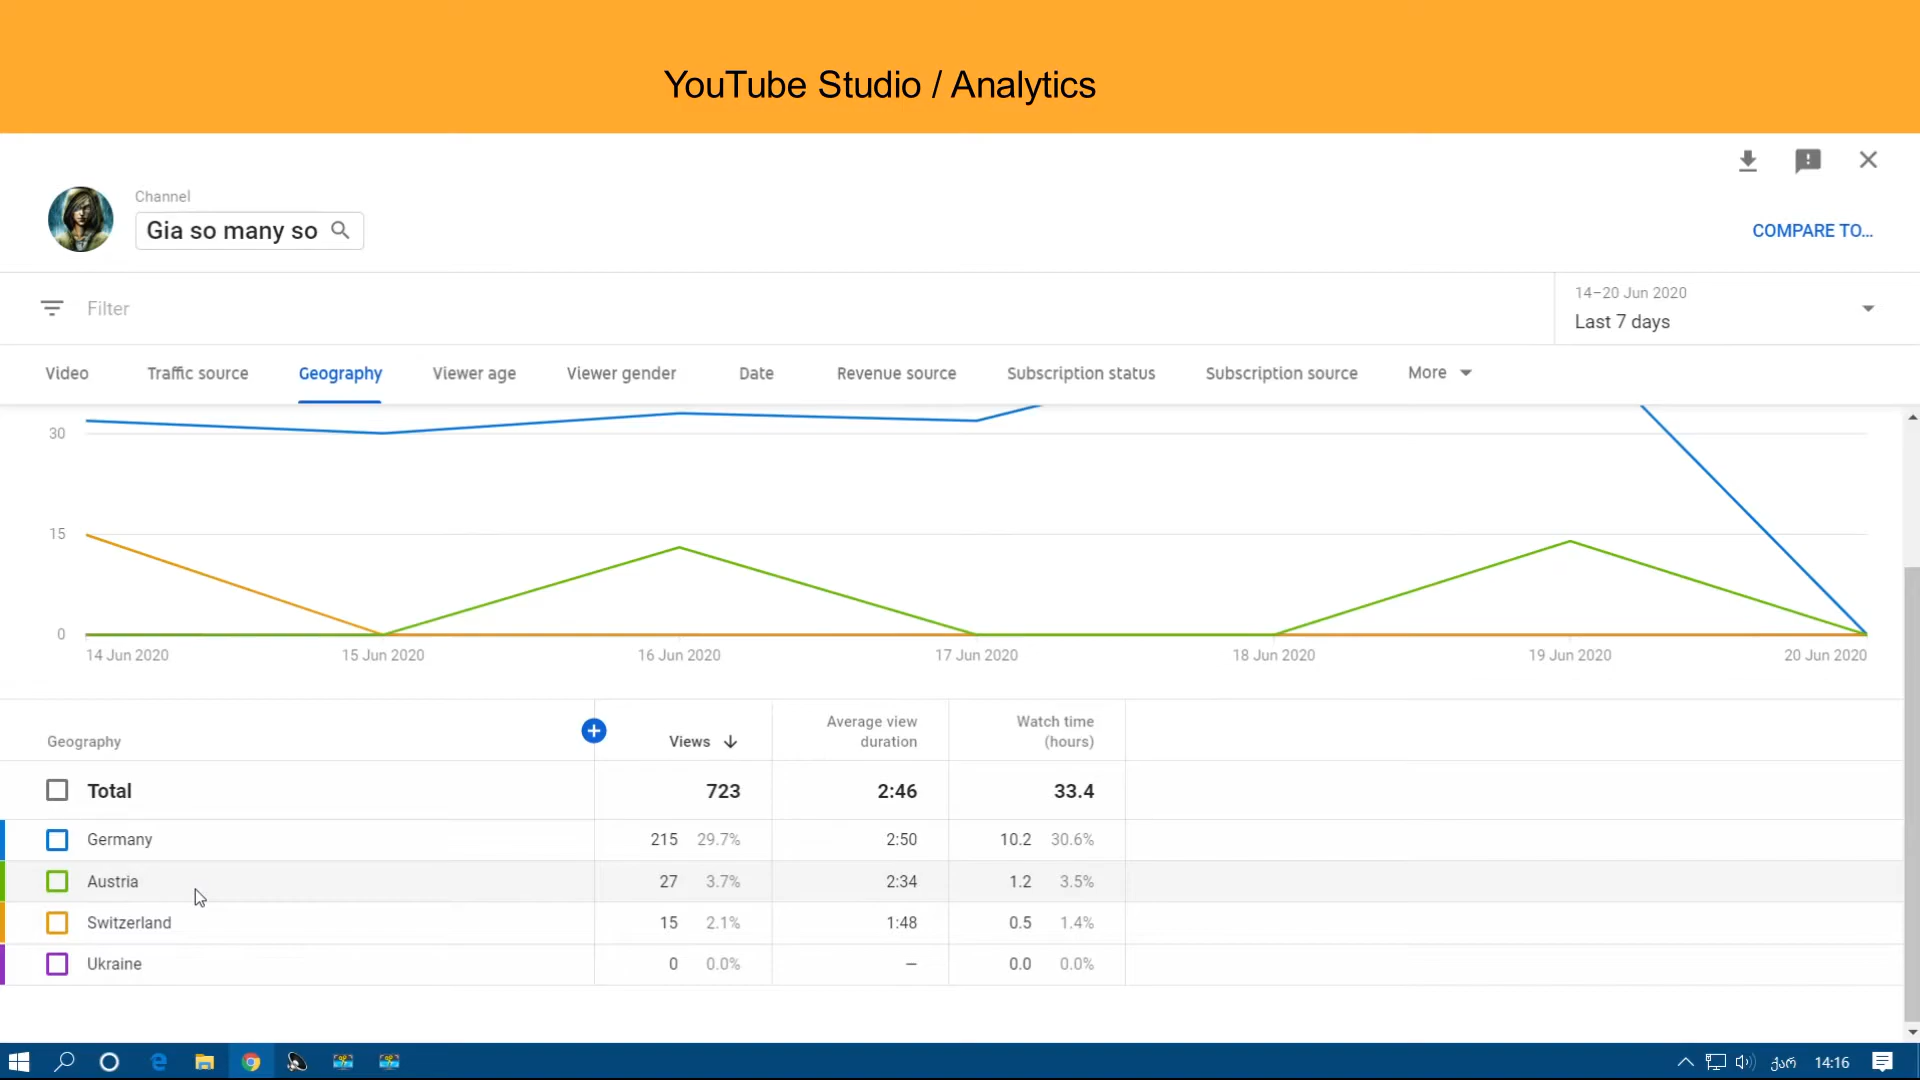 YouTube Studio / Analytics
Channel
Gia so many so
COMPARE TO...
Filter
14–20 Jun 2020
Last 7 days
Video Traffic source Geography Viewer age Viewer gender Date Revenue source Subscription status Subscription source More
30
15
0
14 Jun 2020 15 Jun 2020 16 Jun 2020 17 Jun 2020 18 Jun 2020 19 Jun 2020 20 Jun 2020
Geography Views Average view duration Watch time (hours)
Total 723 2:46 33.4
Germany 215 29.7% 2:50 10.2 30.6%
Austria 27 3.7% 2:34 1.2 3.5%
Switzerland 15 2.1% 1:48 0.5 1.4%
Ukraine 0 0.0% – 0.0 0.0%
ქარ 14:16